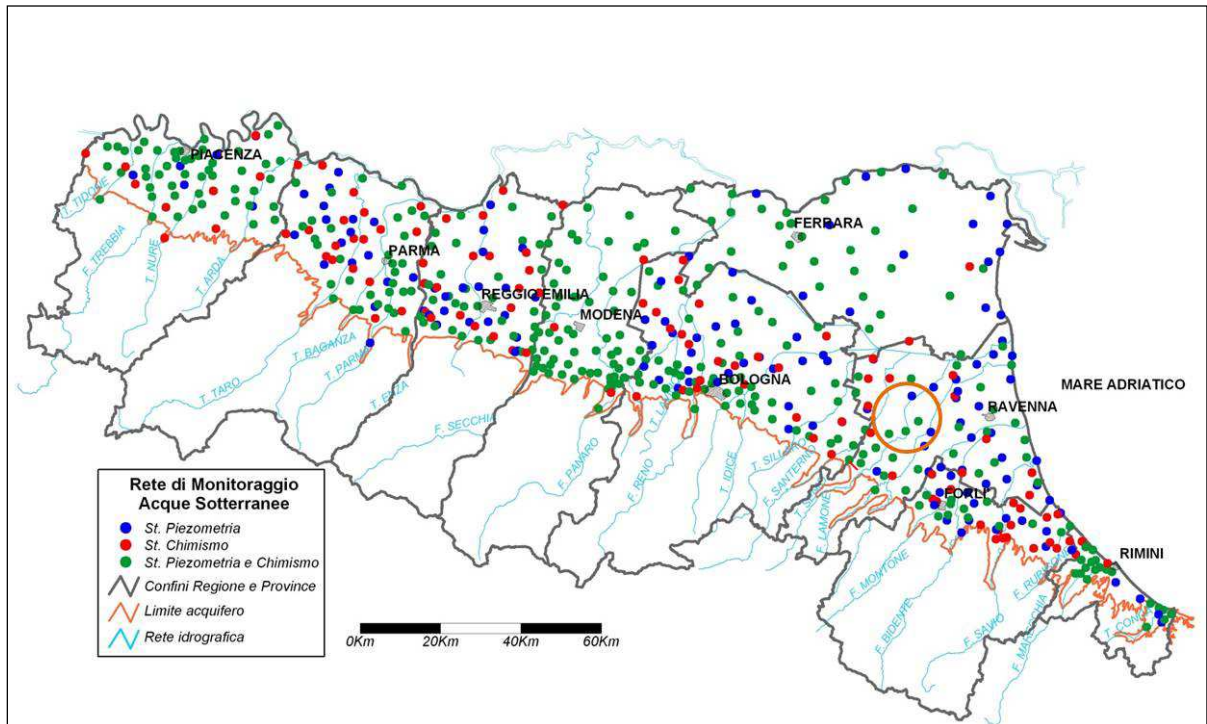 PIACENZA
T. TIDONE
F. TREBBIA
T. NURE
T. ARDA
PARMA
FERRARA
REGGIO EMILIA
MODENA
T. BAGANZA
T. PARMA
T. TARO
T. ENZA
F. SECCHIA
BOLOGNA
MARE ADRIATICO
RAVENNA
F. PANARO
F. RENO
T. IDICE
T. SILLARO
F. SANTERNO
F. LAMONE
FORLI
F. MONTONE
F. BIDENTE
F. SAVIO
F. RUBICONE
F. MARECCHIA
RIMINI
T. CONCA
Rete di Monitoraggio
Acque Sotterranee
St. Piezometria
St. Chimismo
St. Piezometria e Chimismo
Confini Regione e Province
Limite acquifero
Rete idrografica
0Km 20Km 40Km 60Km